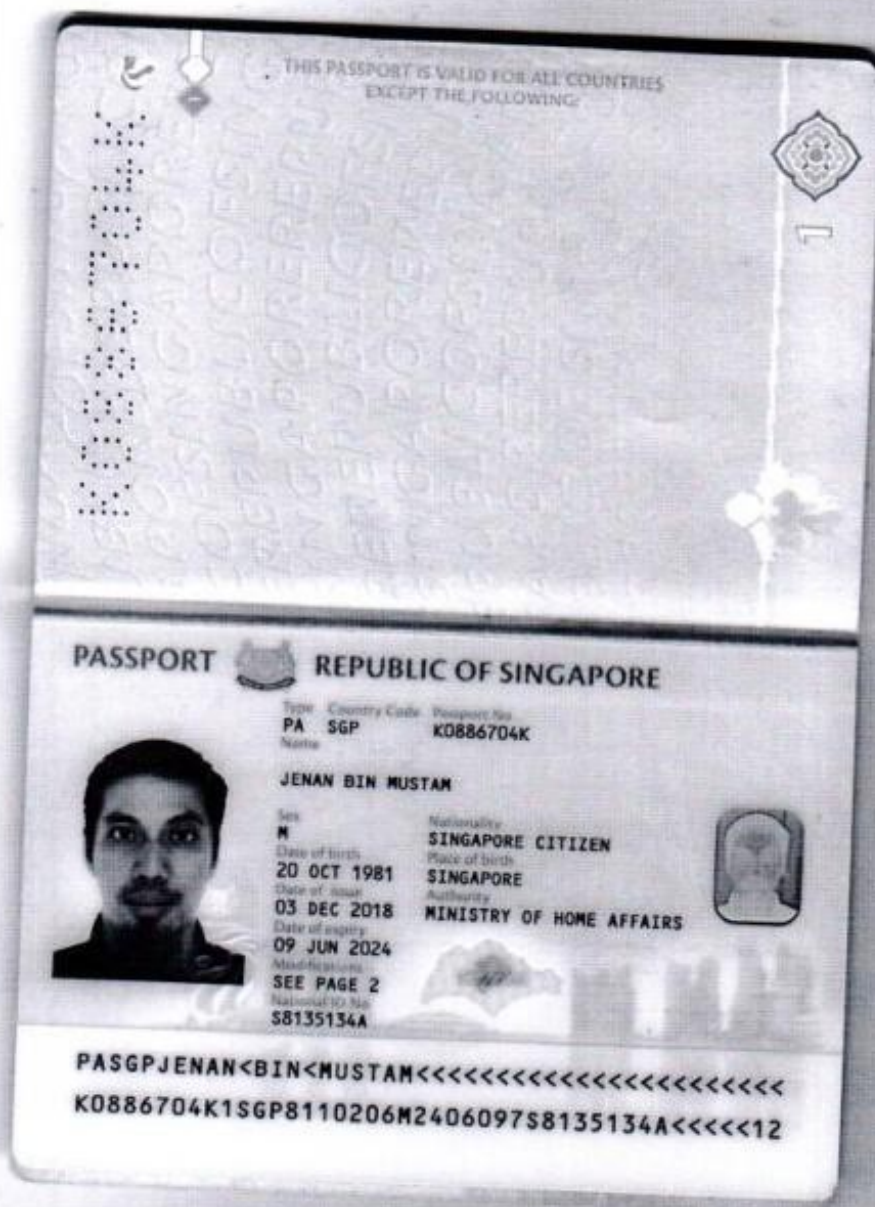 THIS PASSPORT IS VALID FOR ALL COUNTRIES
EXCEPT THE FOLLOWING:
K0886704K
1
PASSPORT REPUBLIC OF SINGAPORE
Type Country Code Passport No
PA SGP K0886704K
Name
JENAN BIN MUSTAM
Sex Nationality
M SINGAPORE CITIZEN
Date of birth Place of birth
20 OCT 1981 SINGAPORE
Date of issue Authority
03 DEC 2018 MINISTRY OF HOME AFFAIRS
Date of expiry
09 JUN 2024
Modifications
SEE PAGE 2
National ID No
S8135134A
PASGPJENAN<BIN<MUSTAM<<<<<<<<<<<<<<<<<<<<<<<
K0886704K1SGP8110206M2406097S8135134A<<<<<12